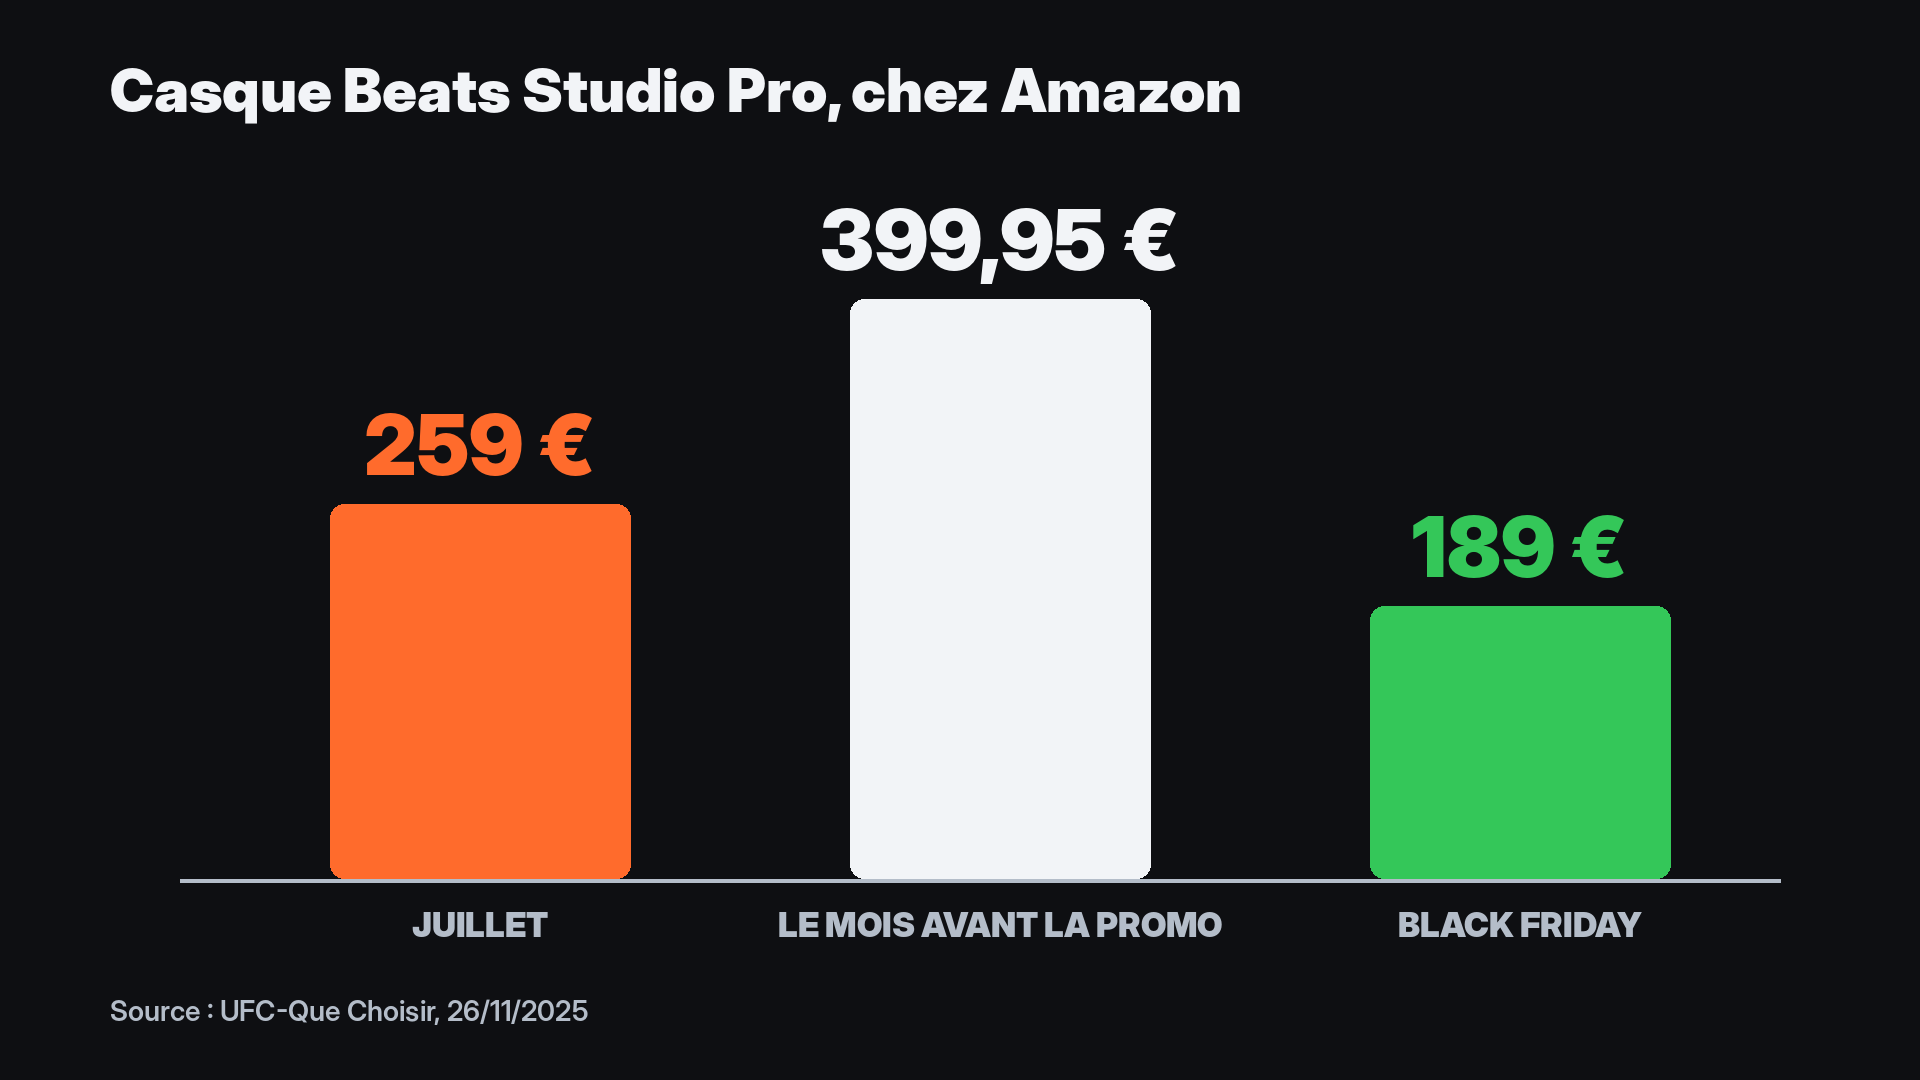 Casque Beats Studio Pro, chez Amazon
399,95 €
259 €
189 €
JUILLET
LE MOIS AVANT LA PROMO
BLACK FRIDAY
Source : UFC-Que Choisir, 26/11/2025